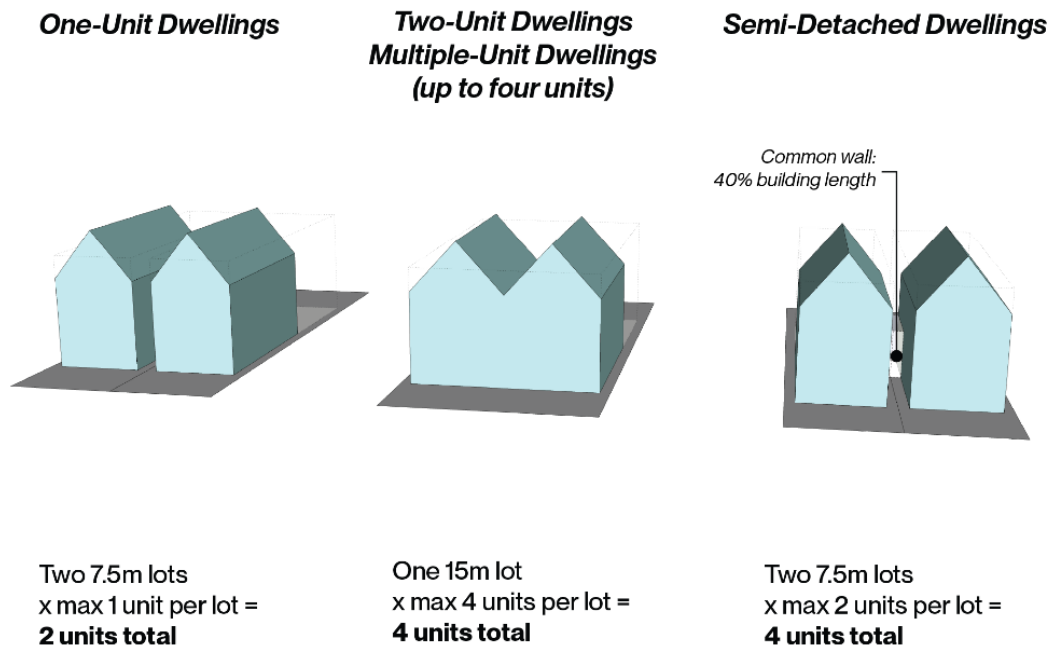 One-Unit Dwellings
Two-Unit Dwellings
Multiple-Unit Dwellings
(up to four units)
Semi-Detached Dwellings
Common wall:
40% building length
Two 7.5m lots
x max 1 unit per lot =
2 units total
One 15m lot
x max 4 units per lot =
4 units total
Two 7.5m lots
x max 2 units per lot =
4 units total